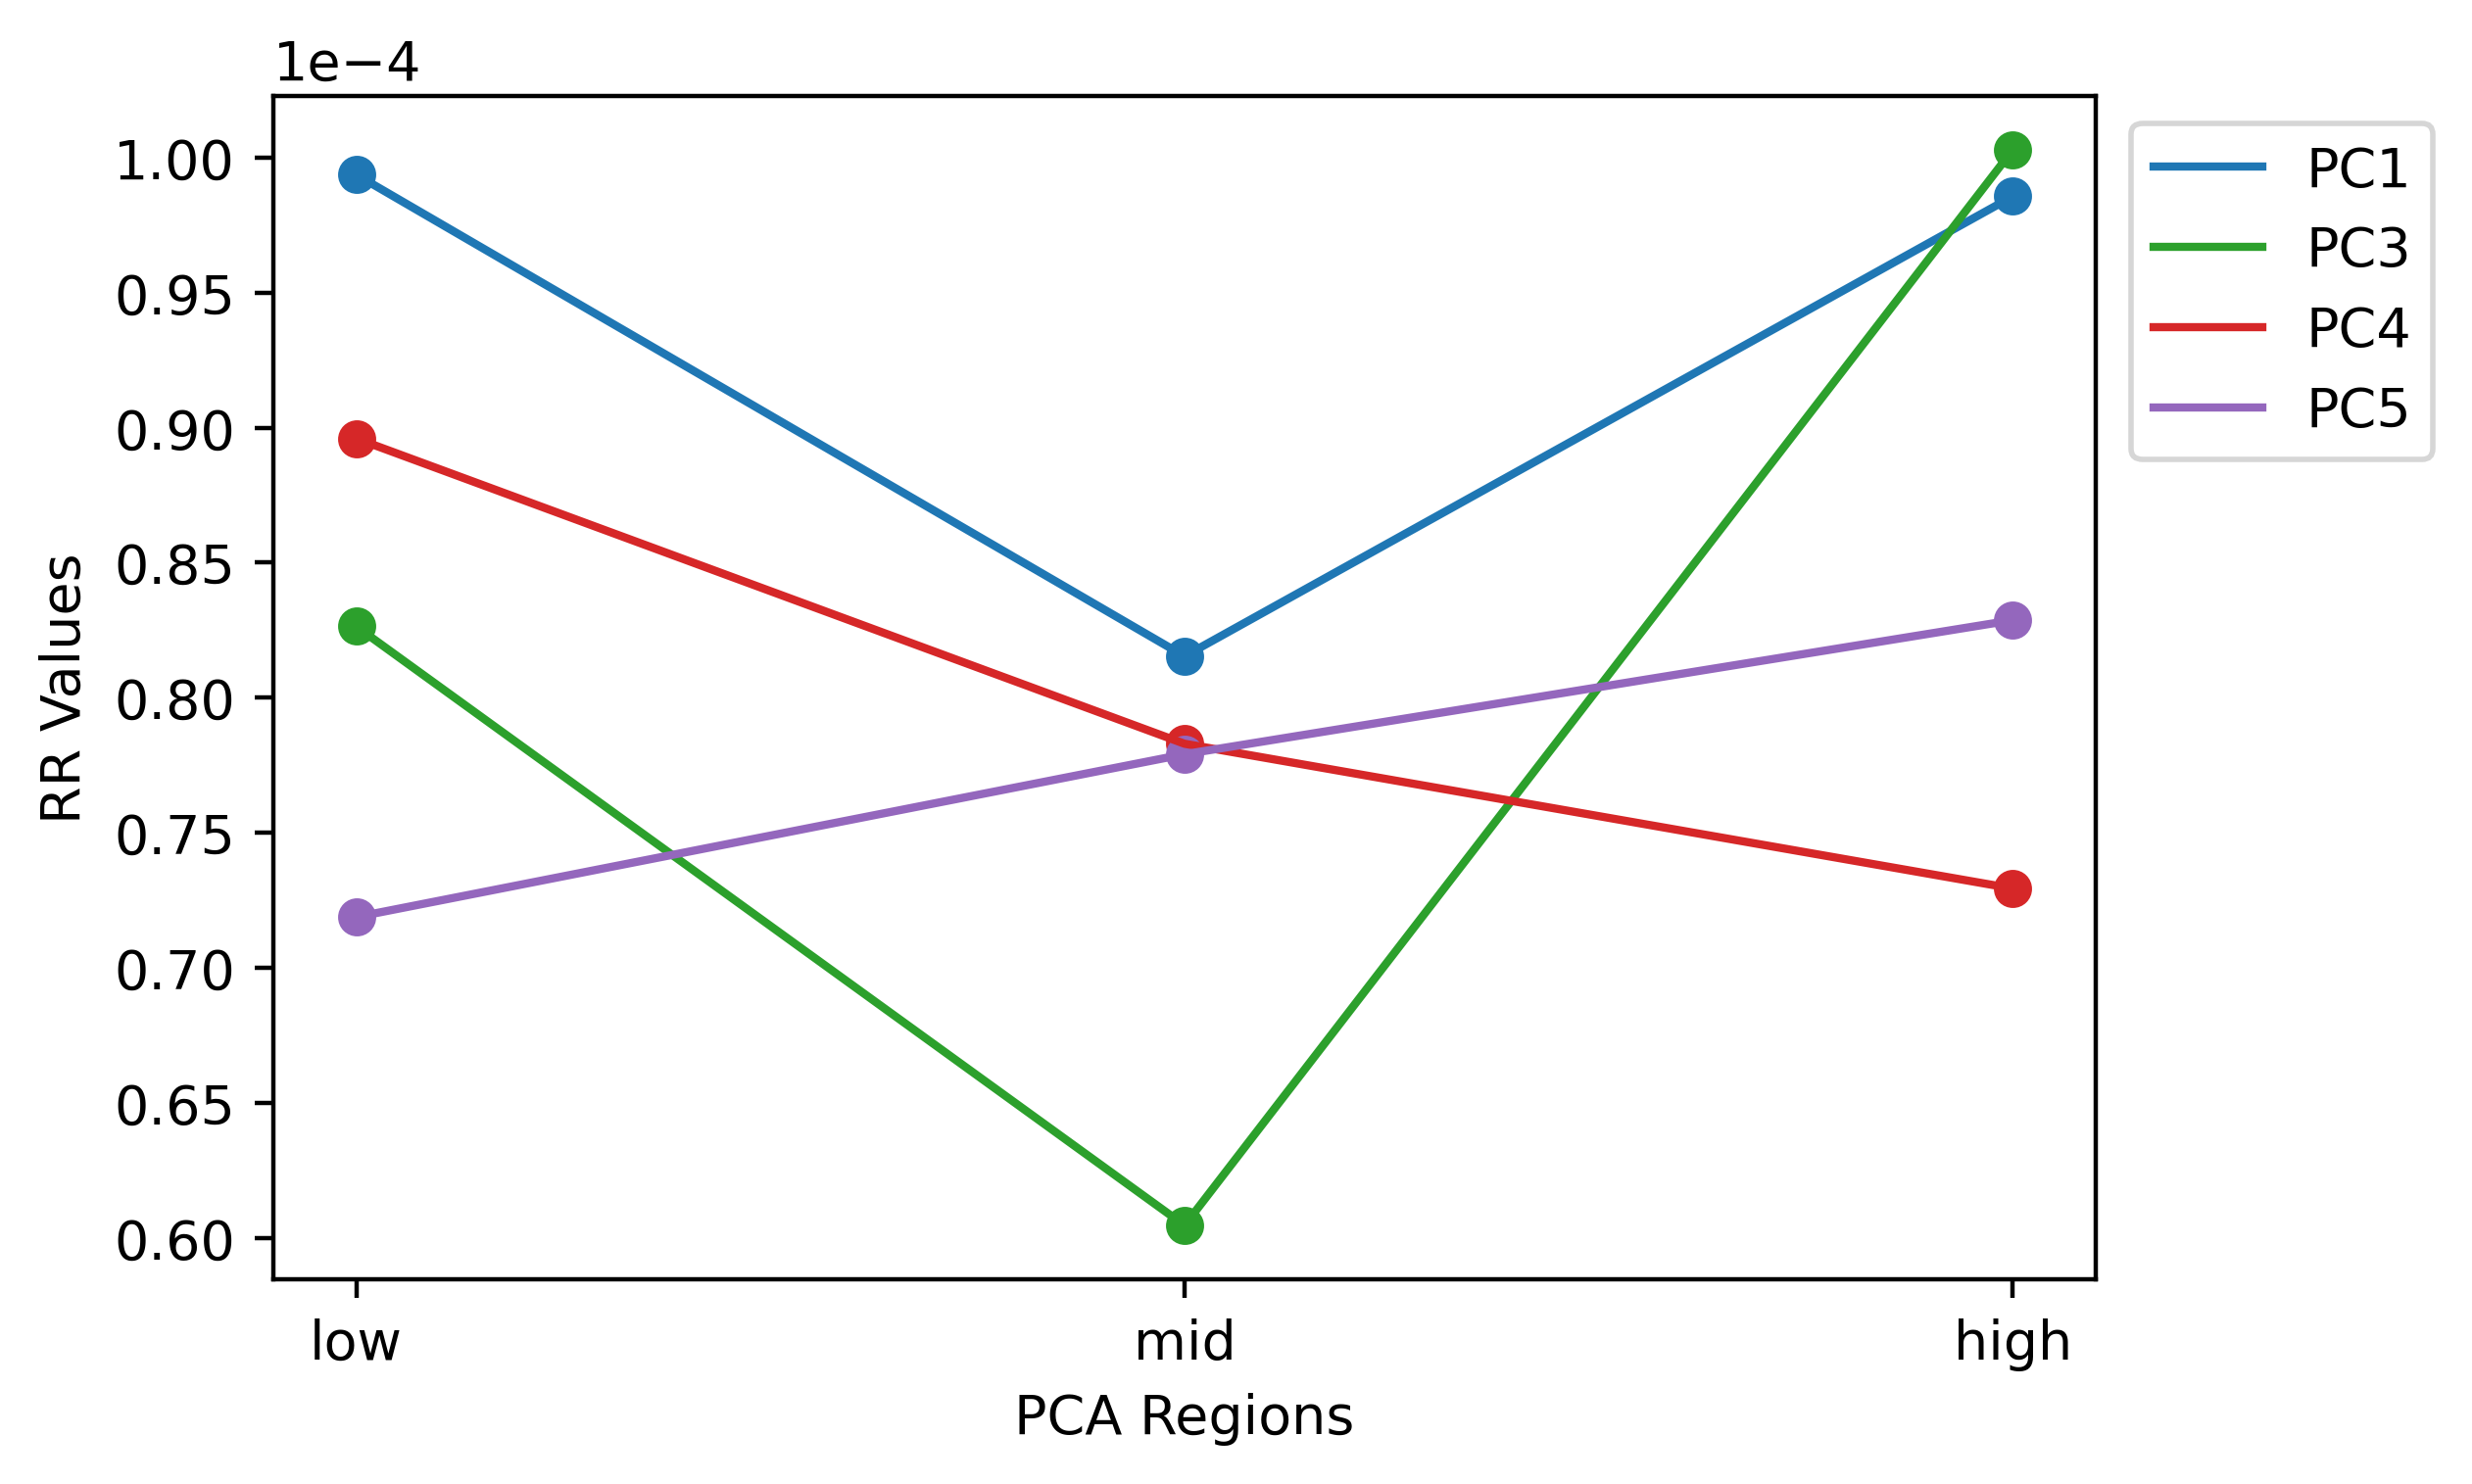 1e−4
1.00
0.95
0.90
0.85
0.80
0.75
0.70
0.65
0.60
RR Values
low
mid
high
PCA Regions
PC1
PC3
PC4
PC5